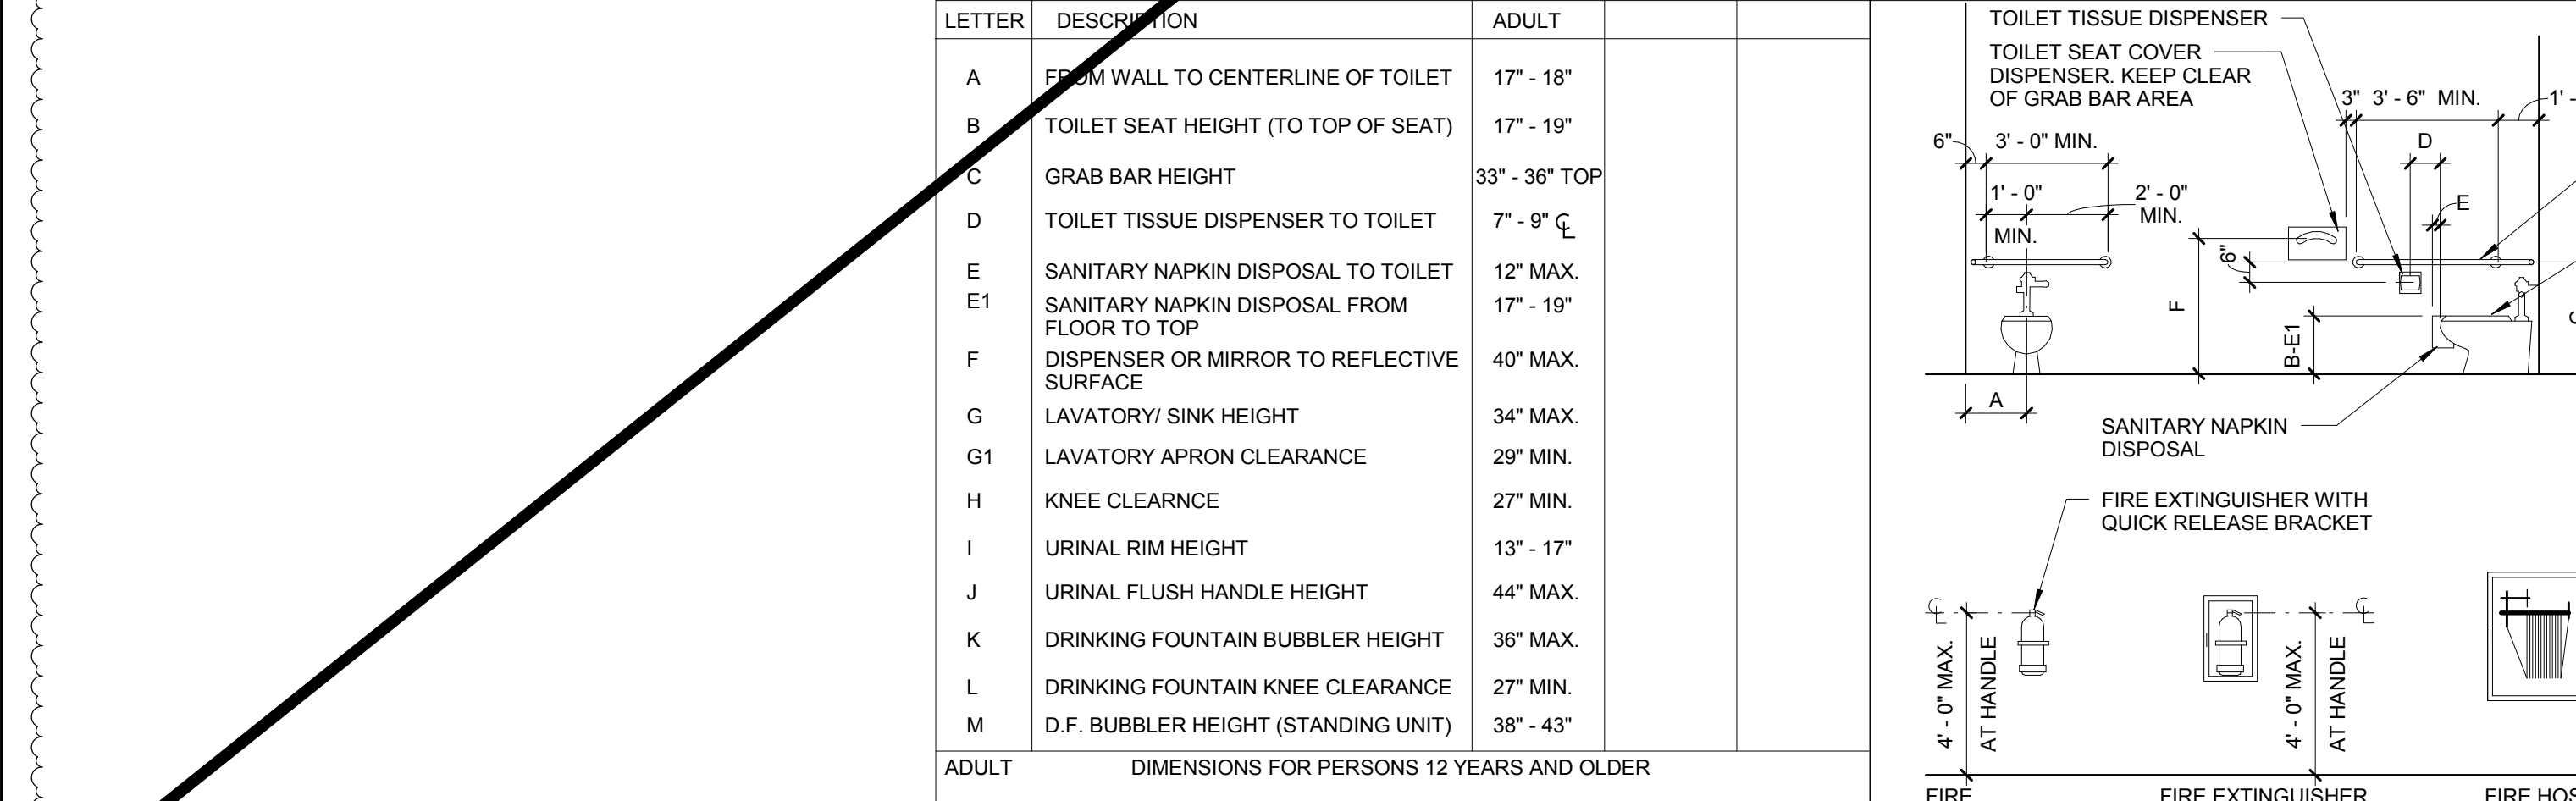 LETTER DESCRIPTION ADULT
A FROM WALL TO CENTERLINE OF TOILET 17" - 18"
B TOILET SEAT HEIGHT (TO TOP OF SEAT) 17" - 19"
C GRAB BAR HEIGHT 33" - 36" TOP
D TOILET TISSUE DISPENSER TO TOILET 7" - 9" ℄
E SANITARY NAPKIN DISPOSAL TO TOILET 12" MAX.
E1 SANITARY NAPKIN DISPOSAL FROM 17" - 19"
FLOOR TO TOP
F DISPENSER OR MIRROR TO REFLECTIVE 40" MAX.
SURFACE
G LAVATORY/ SINK HEIGHT 34" MAX.
G1 LAVATORY APRON CLEARANCE 29" MIN.
H KNEE CLEARNCE 27" MIN.
I URINAL RIM HEIGHT 13" - 17"
J URINAL FLUSH HANDLE HEIGHT 44" MAX.
K DRINKING FOUNTAIN BUBBLER HEIGHT 36" MAX.
L DRINKING FOUNTAIN KNEE CLEARANCE 27" MIN.
M D.F. BUBBLER HEIGHT (STANDING UNIT) 38" - 43"
ADULT DIMENSIONS FOR PERSONS 12 YEARS AND OLDER
TOILET TISSUE DISPENSER
TOILET SEAT COVER
DISPENSER. KEEP CLEAR
OF GRAB BAR AREA
3" 3' - 6" MIN. 1' -
6" 3' - 0" MIN.
D
1' - 0" 2' - 0"
MIN. MIN.
E
6"
F
B-E1
A
SANITARY NAPKIN
DISPOSAL
FIRE EXTINGUISHER WITH
QUICK RELEASE BRACKET
℄
℄
4' - 0" MAX.
AT HANDLE
4' - 0" MAX.
AT HANDLE
FIRE FIRE EXTINGUISHER FIRE HOS